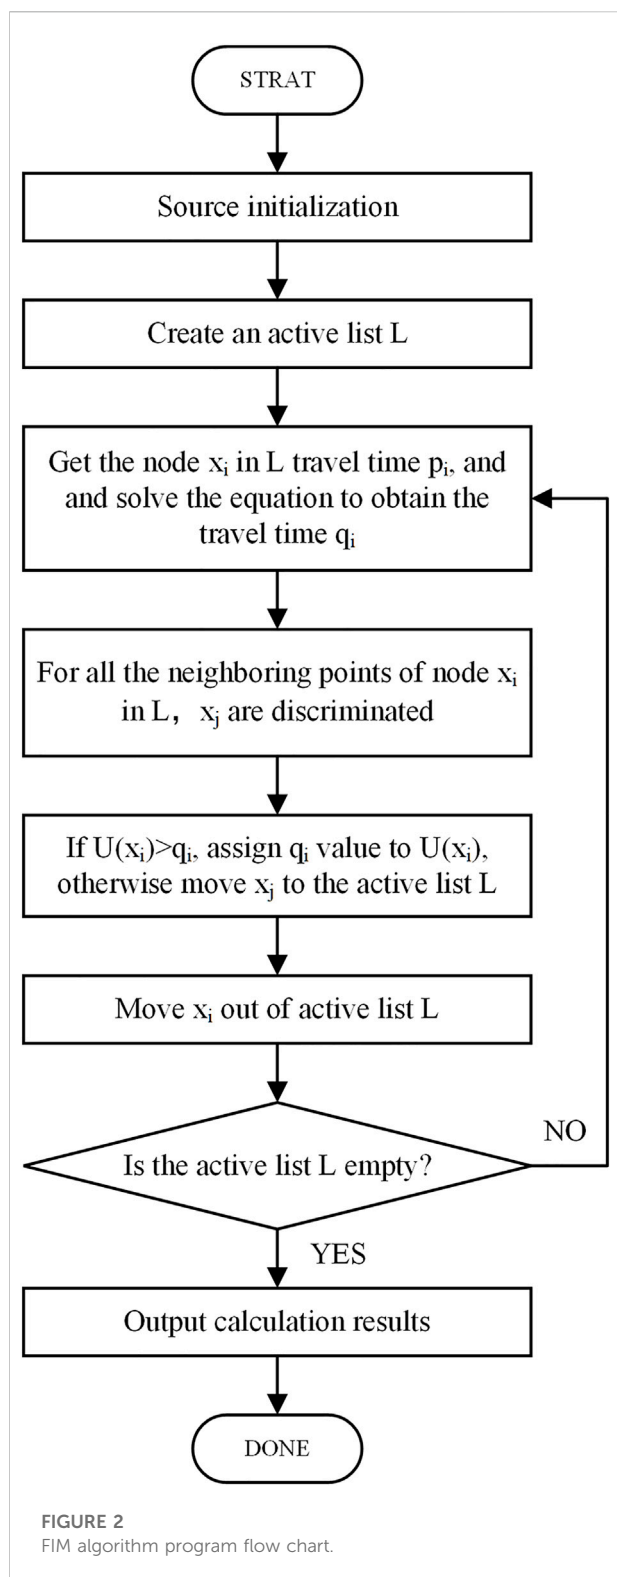 STRAT
Source initialization
Create an active list L
Get the node xᵢ in L travel time pᵢ, and
and solve the equation to obtain the
travel time qᵢ
For all the neighboring points of node xᵢ
in L， xⱼ are discriminated
If U(xᵢ)>qᵢ, assign qᵢ value to U(xᵢ),
otherwise move xⱼ to the active list L
Move xᵢ out of active list L
NO
Is the active list L empty?
YES
Output calculation results
DONE
FIGURE 2
FIM algorithm program flow chart.